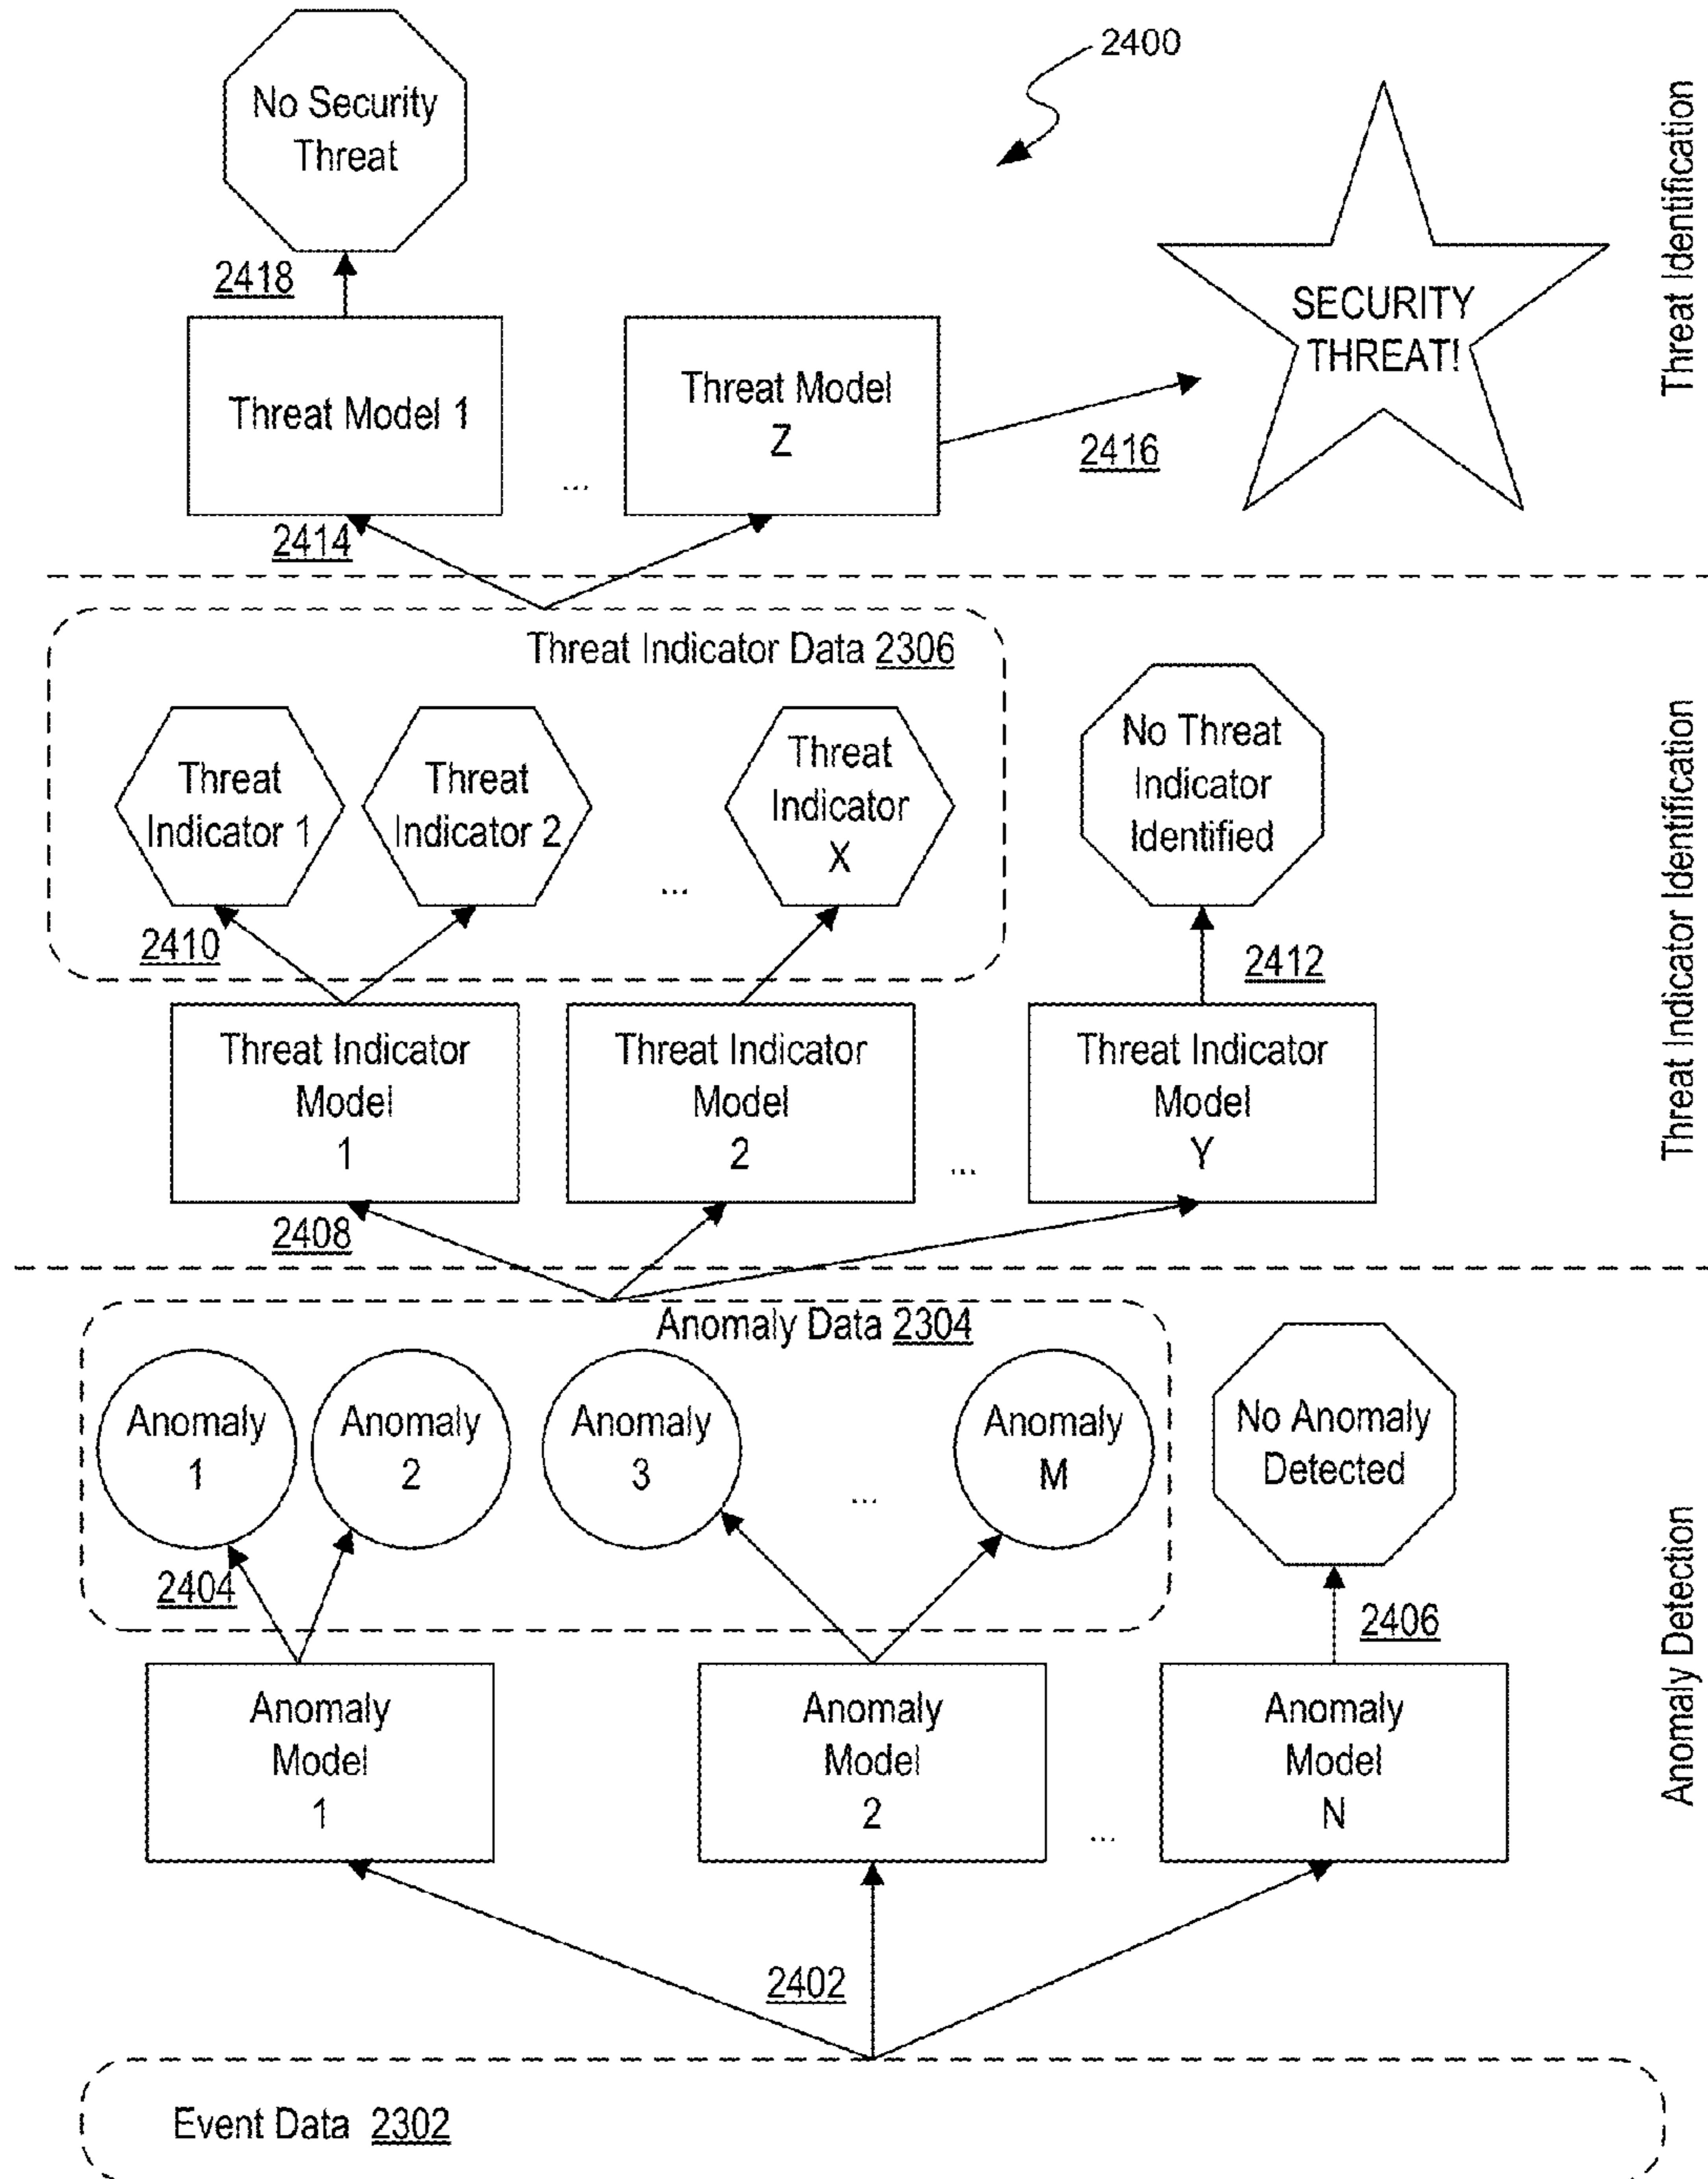 2400
No Security
Threat
SECURITY
THREAT!
Threat Identification
2418
Threat Model 1
...
Threat Model
Z
2416
2414
Threat Indicator Data 2306
Threat
Indicator 1
Threat
Indicator 2
...
Threat
Indicator
X
No Threat
Indicator
Identified
Threat Indicator Identification
2410
2412
Threat Indicator
Model
1
Threat Indicator
Model
2
...
Threat Indicator
Model
Y
2408
Anomaly Data 2304
Anomaly
1
Anomaly
2
Anomaly
3
...
Anomaly
M
No Anomaly
Detected
Anomaly Detection
2404
2406
Anomaly
Model
1
Anomaly
Model
2
...
Anomaly
Model
N
2402
Event Data 2302